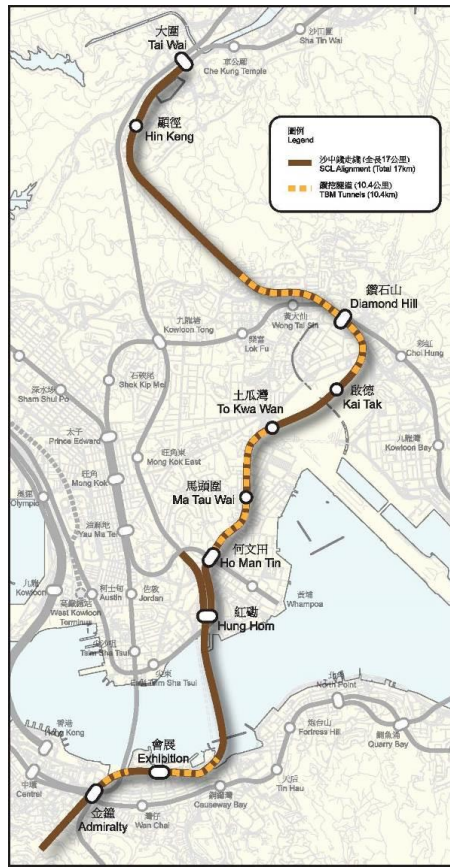 大圍
Tai Wai
沙田圍
Sha Tin Wai
車公廟
Che Kung Temple
顯徑
Hin Keng
圖例
Legend
沙中綫走綫 (全長17公里)
SCL Alignment (Total 17km)
鑽挖隧道 (10.4公里)
TBM Tunnels (10.4km)
鑽石山
Diamond Hill
九龍塘
Kowloon Tong
黃大仙
Wong Tai Sin
樂富
Lok Fu
彩虹
Choi Hung
石硤尾
Shek Kip Mei
深水埗
Sham Shui Po
土瓜灣
To Kwa Wan
啟德
Kai Tak
太子
Prince Edward
旺角東
Mong Kok East
九龍灣
Kowloon Bay
旺角
Mong Kok
馬頭圍
Ma Tau Wai
奧運
Olympic
油麻地
Yau Ma Tei
何文田
Ho Man Tin
九龍
Kowloon
柯士甸
Austin
佐敦
Jordan
黃埔
Whampoa
West Kowloon
Terminus
紅磡
Hung Hom
尖沙咀
Tsim Sha Tsui
尖東
East Tsim Sha Tsui
北角
North Point
香港
Hong Kong
炮台山
Fortress Hill
鰂魚涌
Quarry Bay
會展
Exhibition
中環
Central
天后
Tin Hau
銅鑼灣
Causeway Bay
金鐘
Admiralty
灣仔
Wan Chai